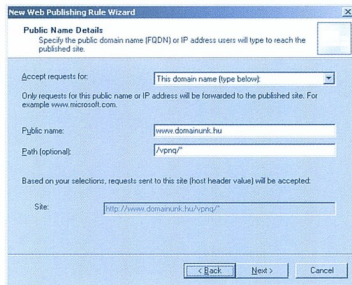 New Web Publishing Rule Wizard
Public Name Details
Specify the public domain name (FQDN) or IP address users will type to reach the
published site.
Accept requests for:
This domain name (type below):
Only requests for this public name or IP address will be forwarded to the published site. For
example www.microsoft.com.
Public name:
www.domainunk.hu
Path (optional):
/vpnq/*
Based on your selections, requests sent to this site (host header value) will be accepted:
Site:
http://www.domainunk.hu/vpnq/*
< Back
Next >
Cancel